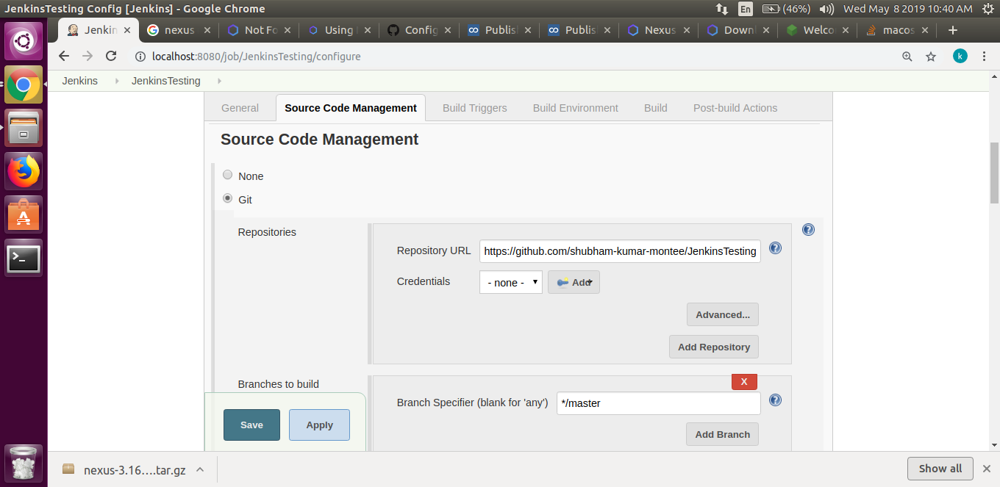 JenkinsTesting Config [Jenkins] - Google Chrome En (46%) Wed May 8 2019 10:40 AM
Jenkin nexus Not Fo Using Config Publis Publis Nexus Down Welco macos
localhost:8080/job/JenkinsTesting/configure k
Jenkins JenkinsTesting
General Source Code Management Build Triggers Build Environment Build Post-build Actions
Source Code Management
None
Git
Repositories
Repository URL https://github.com/shubham-kumar-montee/JenkinsTesting
Credentials - none - Add
Advanced...
Add Repository
X
Branches to build
Branch Specifier (blank for 'any') */master
Save Apply
Add Branch
nexus-3.16....tar.gz Show all